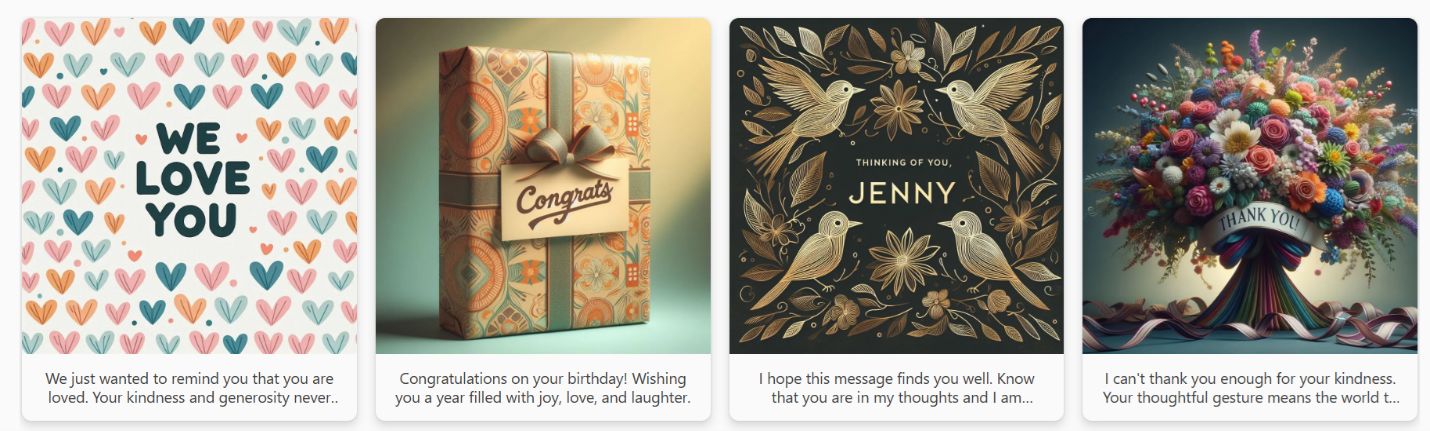 WE
LOVE
YOU
We just wanted to remind you that you are
loved. Your kindness and generosity never..
Congrats
Congratulations on your birthday! Wishing
you a year filled with joy, love, and laughter.
THINKING OF YOU,
JENNY
I hope this message finds you well. Know
that you are in my thoughts and I am...
THANK YOU!
I can't thank you enough for your kindness.
Your thoughtful gesture means the world t...